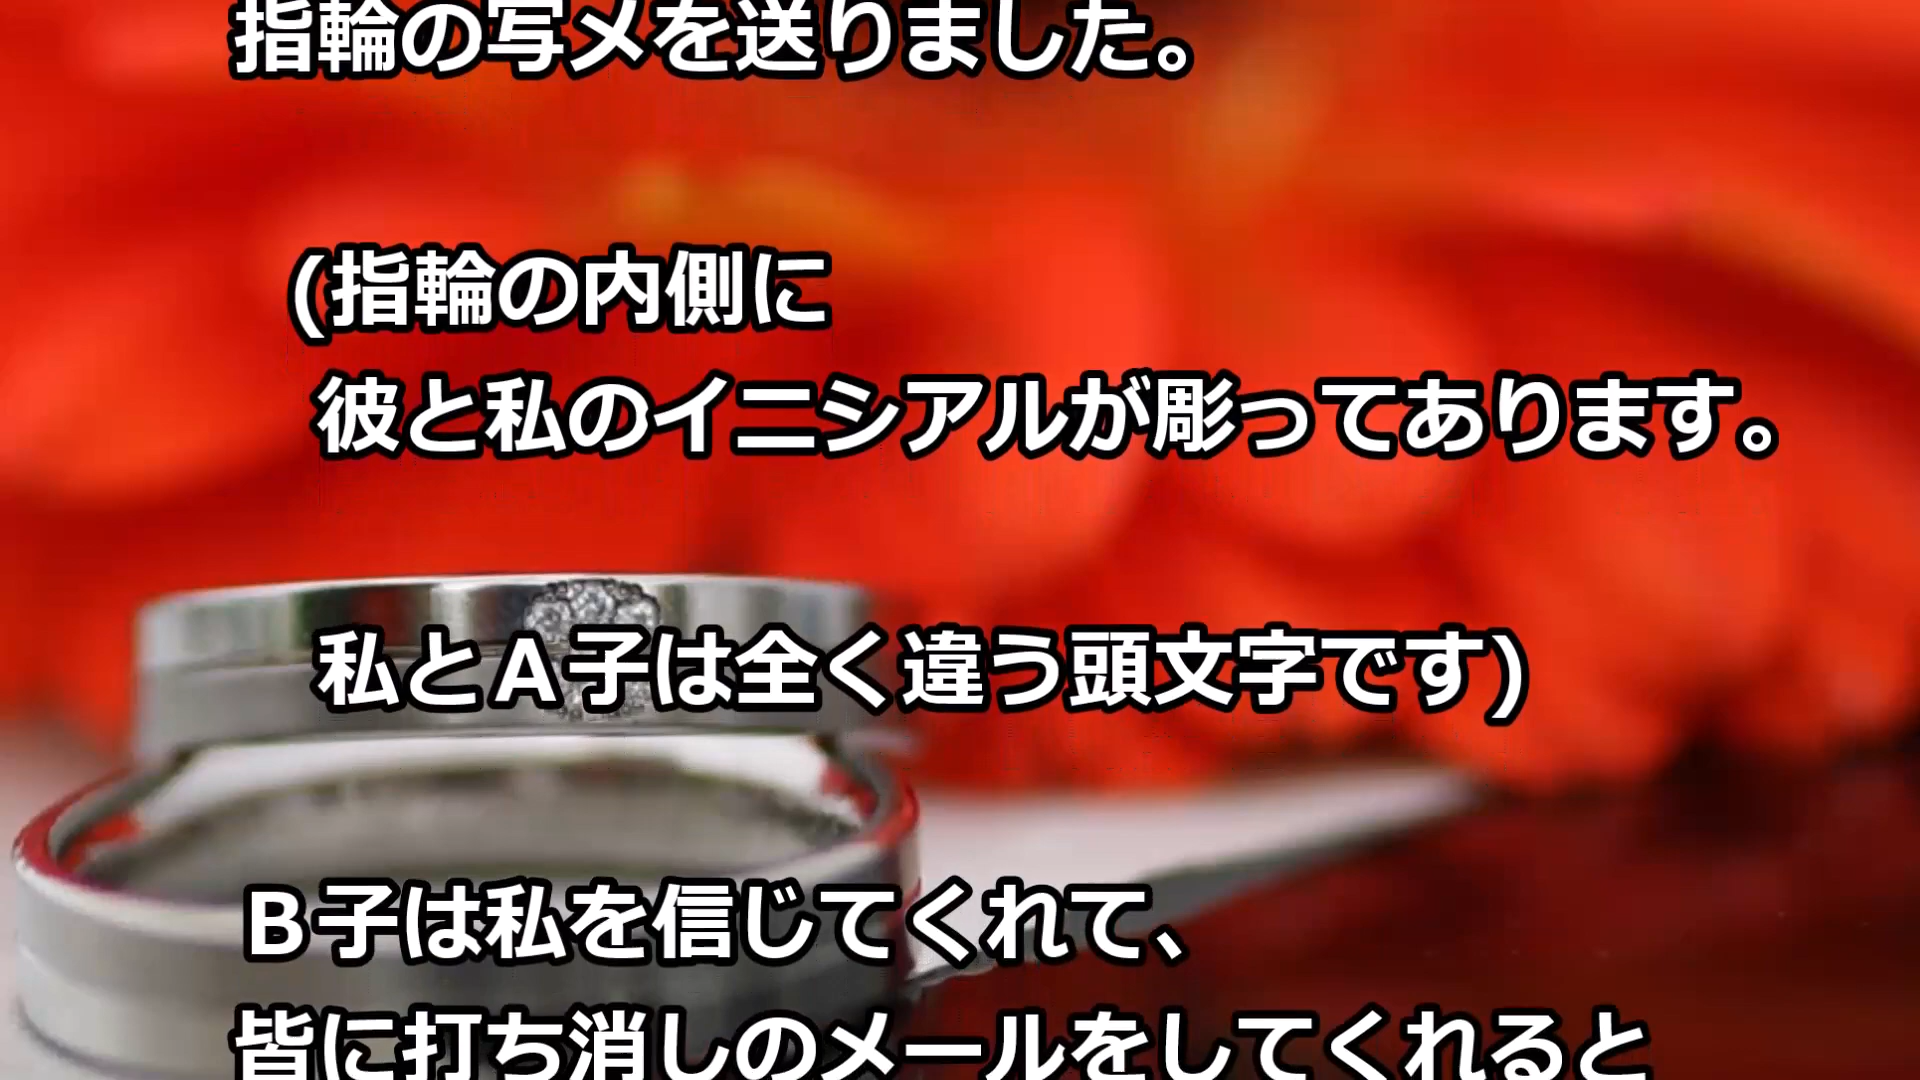 指輪の写メを送りました。
(指輪の内側に
彼と私のイニシアルが彫ってあります。
私とA子は全く違う頭文字です)
B子は私を信じてくれて、
皆に打ち消しのメールをしてくれると